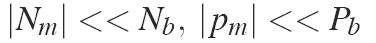 |N_m| << N_b, |p_m| << P_b